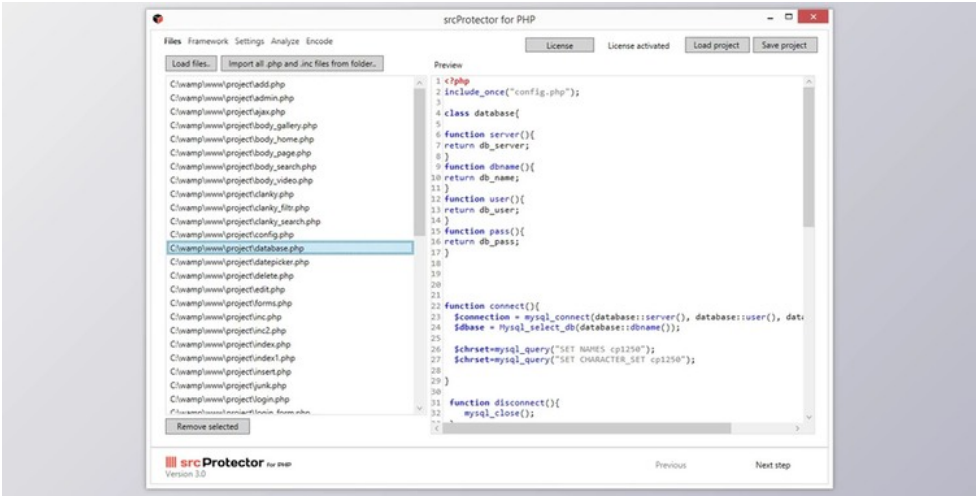 srcProtector for PHP
Files Framework Settings Analyze Encode
License License activated Load project Save project
Load files.. Import all .php and .inc files from folder..
Preview
C:\wamp\www\project\add.php
C:\wamp\www\project\admin.php
C:\wamp\www\project\ajax.php
C:\wamp\www\project\body_gallery.php
C:\wamp\www\project\body_home.php
C:\wamp\www\project\body_page.php
C:\wamp\www\project\body_search.php
C:\wamp\www\project\body_video.php
C:\wamp\www\project\clanky.php
C:\wamp\www\project\clanky_filtr.php
C:\wamp\www\project\clanky_search.php
C:\wamp\www\project\config.php
C:\wamp\www\project\database.php
C:\wamp\www\project\datepicker.php
C:\wamp\www\project\delete.php
C:\wamp\www\project\edit.php
C:\wamp\www\project\forms.php
C:\wamp\www\project\inc.php
C:\wamp\www\project\inc2.php
C:\wamp\www\project\index.php
C:\wamp\www\project\index1.php
C:\wamp\www\project\insert.php
C:\wamp\www\project\junk.php
C:\wamp\www\project\login.php
C:\wamp\www\project\login_form.php
Remove selected
1 <?php
2 include_once("config.php");
3
4 class database{
5
6 function server(){
7 return db_server;
8 }
9 function dbname(){
10 return db_name;
11 }
12 function user(){
13 return db_user;
14 }
15 function pass(){
16 return db_pass;
17 }
18
19
20
21
22 function connect(){
23 $connection = mysql_connect(database::server(), database::user(), data
24 $dbase = Mysql_select_db(database::dbname());
25
26 $chrset=mysql_query("SET NAMES cp1250");
27 $chrset=mysql_query("SET CHARACTER_SET cp1250");
28
29 }
30
31 function disconnect(){
32 mysql_close();
srcProtector for PHP
Version 3.0
Previous Next step